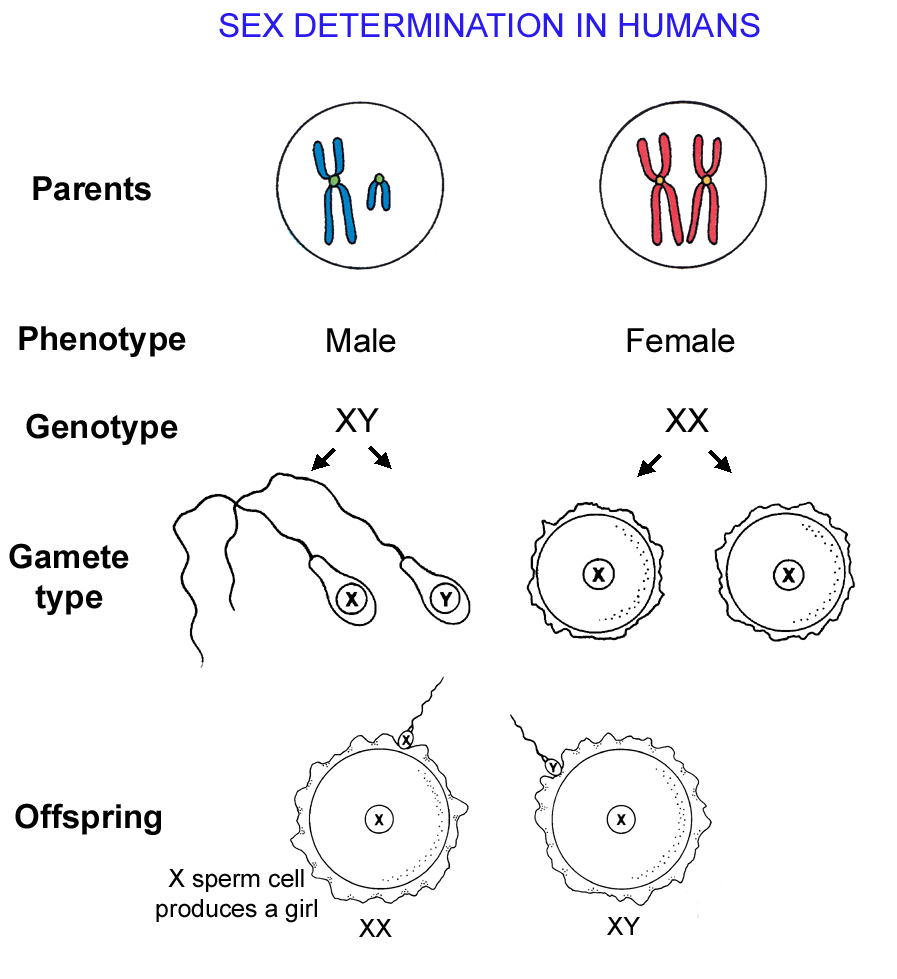 SEX DETERMINATION IN HUMANS
Parents
Phenotype
Male
Female
Genotype
XY
XX
Gamete
type
X
Y
X
X
X
Y
Offspring
X
X
X sperm cell
produces a girl
XX
XY